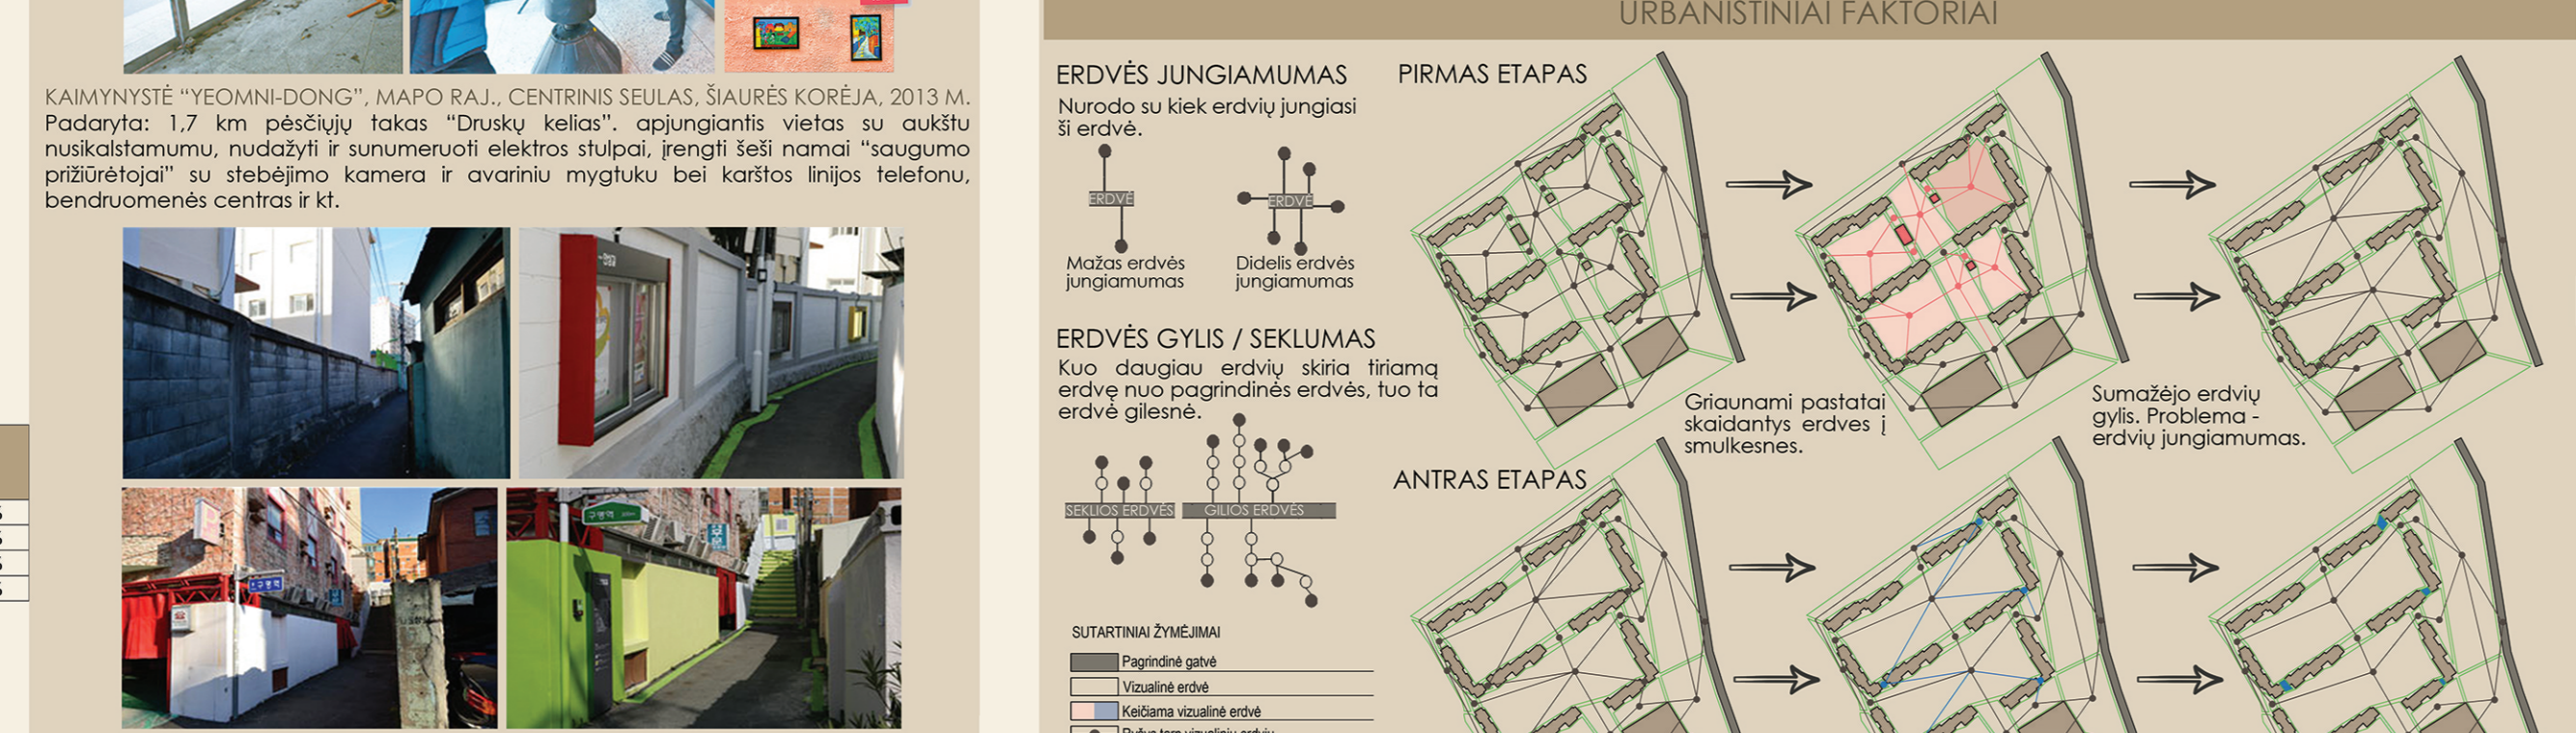 KAIMYNYSTĖ “YEOMNI-DONG”, MAPO RAJ., CENTRINIS SEULAS, ŠIAURĖS KORĖJA, 2013 M.
Padaryta: 1,7 km pėsčiųjų takas “Druskų kelias”. apjungiantis vietas su aukštu
nusikalstamumu, nudažyti ir sunumeruoti elektros stulpai, įrengti šeši namai “saugumo
prižiūrėtojai” su stebėjimo kamera ir avariniu mygtuku bei karštos linijos telefonu,
bendruomenės centras ir kt.
URBANISTINIAI FAKTORIAI
ERDVĖS JUNGIAMUMAS
Nurodo su kiek erdvių jungiasi
ši erdvė.
ERDVĖ
ERDVĖ
Mažas erdvės
jungiamumas
Didelis erdvės
jungiamumas
ERDVĖS GYLIS / SEKLUMAS
Kuo daugiau erdvių skiria tiriamą
erdvę nuo pagrindinės erdvės, tuo ta
erdvė gilesnė.
SEKLIOS ERDVĖS
GILIOS ERDVĖS
SUTARTINIAI ŽYMĖJIMAI
Pagrindinė gatvė
Vizualinė erdvė
Keičiama vizualinė erdvė
PIRMAS ETAPAS
Griaunami pastatai
skaidantys erdves į
smulkesnes.
Sumažėjo erdvių
gylis. Problema -
erdvių jungiamumas.
ANTRAS ETAPAS